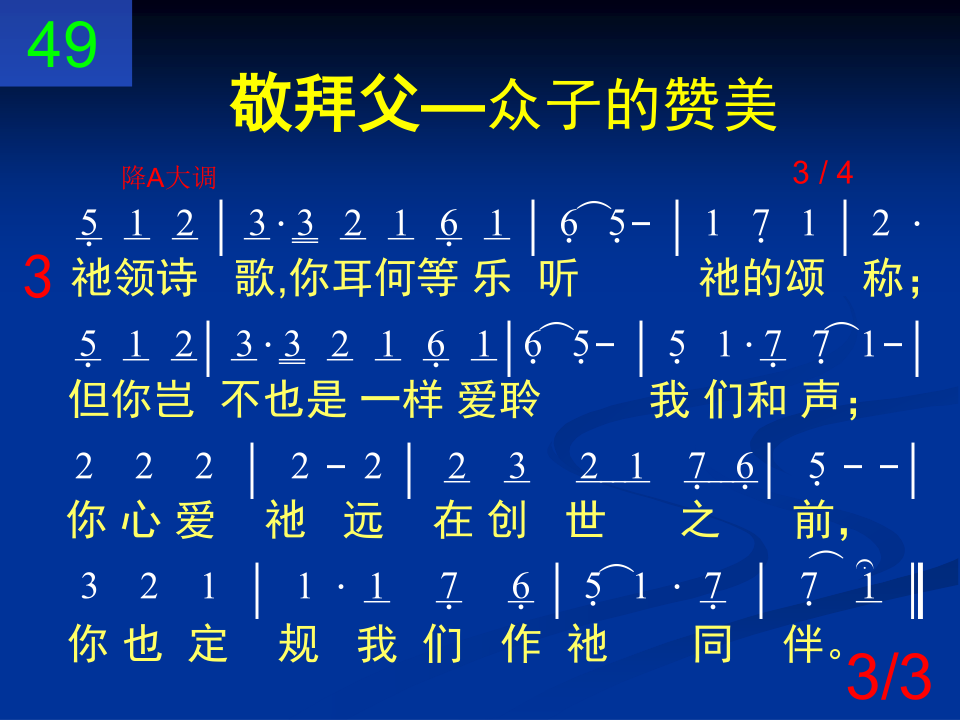 49
敬拜父—众子的赞美
降A大调 3 / 4
5 1 2 | 3·3 2 1 6 1 | 6 5– | 1 7 1 | 2 ·
3 祂领诗 歌,你耳何等 乐 听 祂的颂 称；
5 1 2 | 3·3 2 1 6 1 | 6 5– | 5 1·7 7 1– |
但你岂 不也是 一样 爱聆 我 们和 声；
2 2 2 | 2 – 2 | 2 3 2 1 7 6 | 5 – – |
你 心 爱 祂 远 在 创 世 之 前，
3 2 1 | 1 · 1 7 6 | 5 1 · 7 | 7 1 ‖
你 也 定 规 我 们 作 祂 同 伴。
3/3